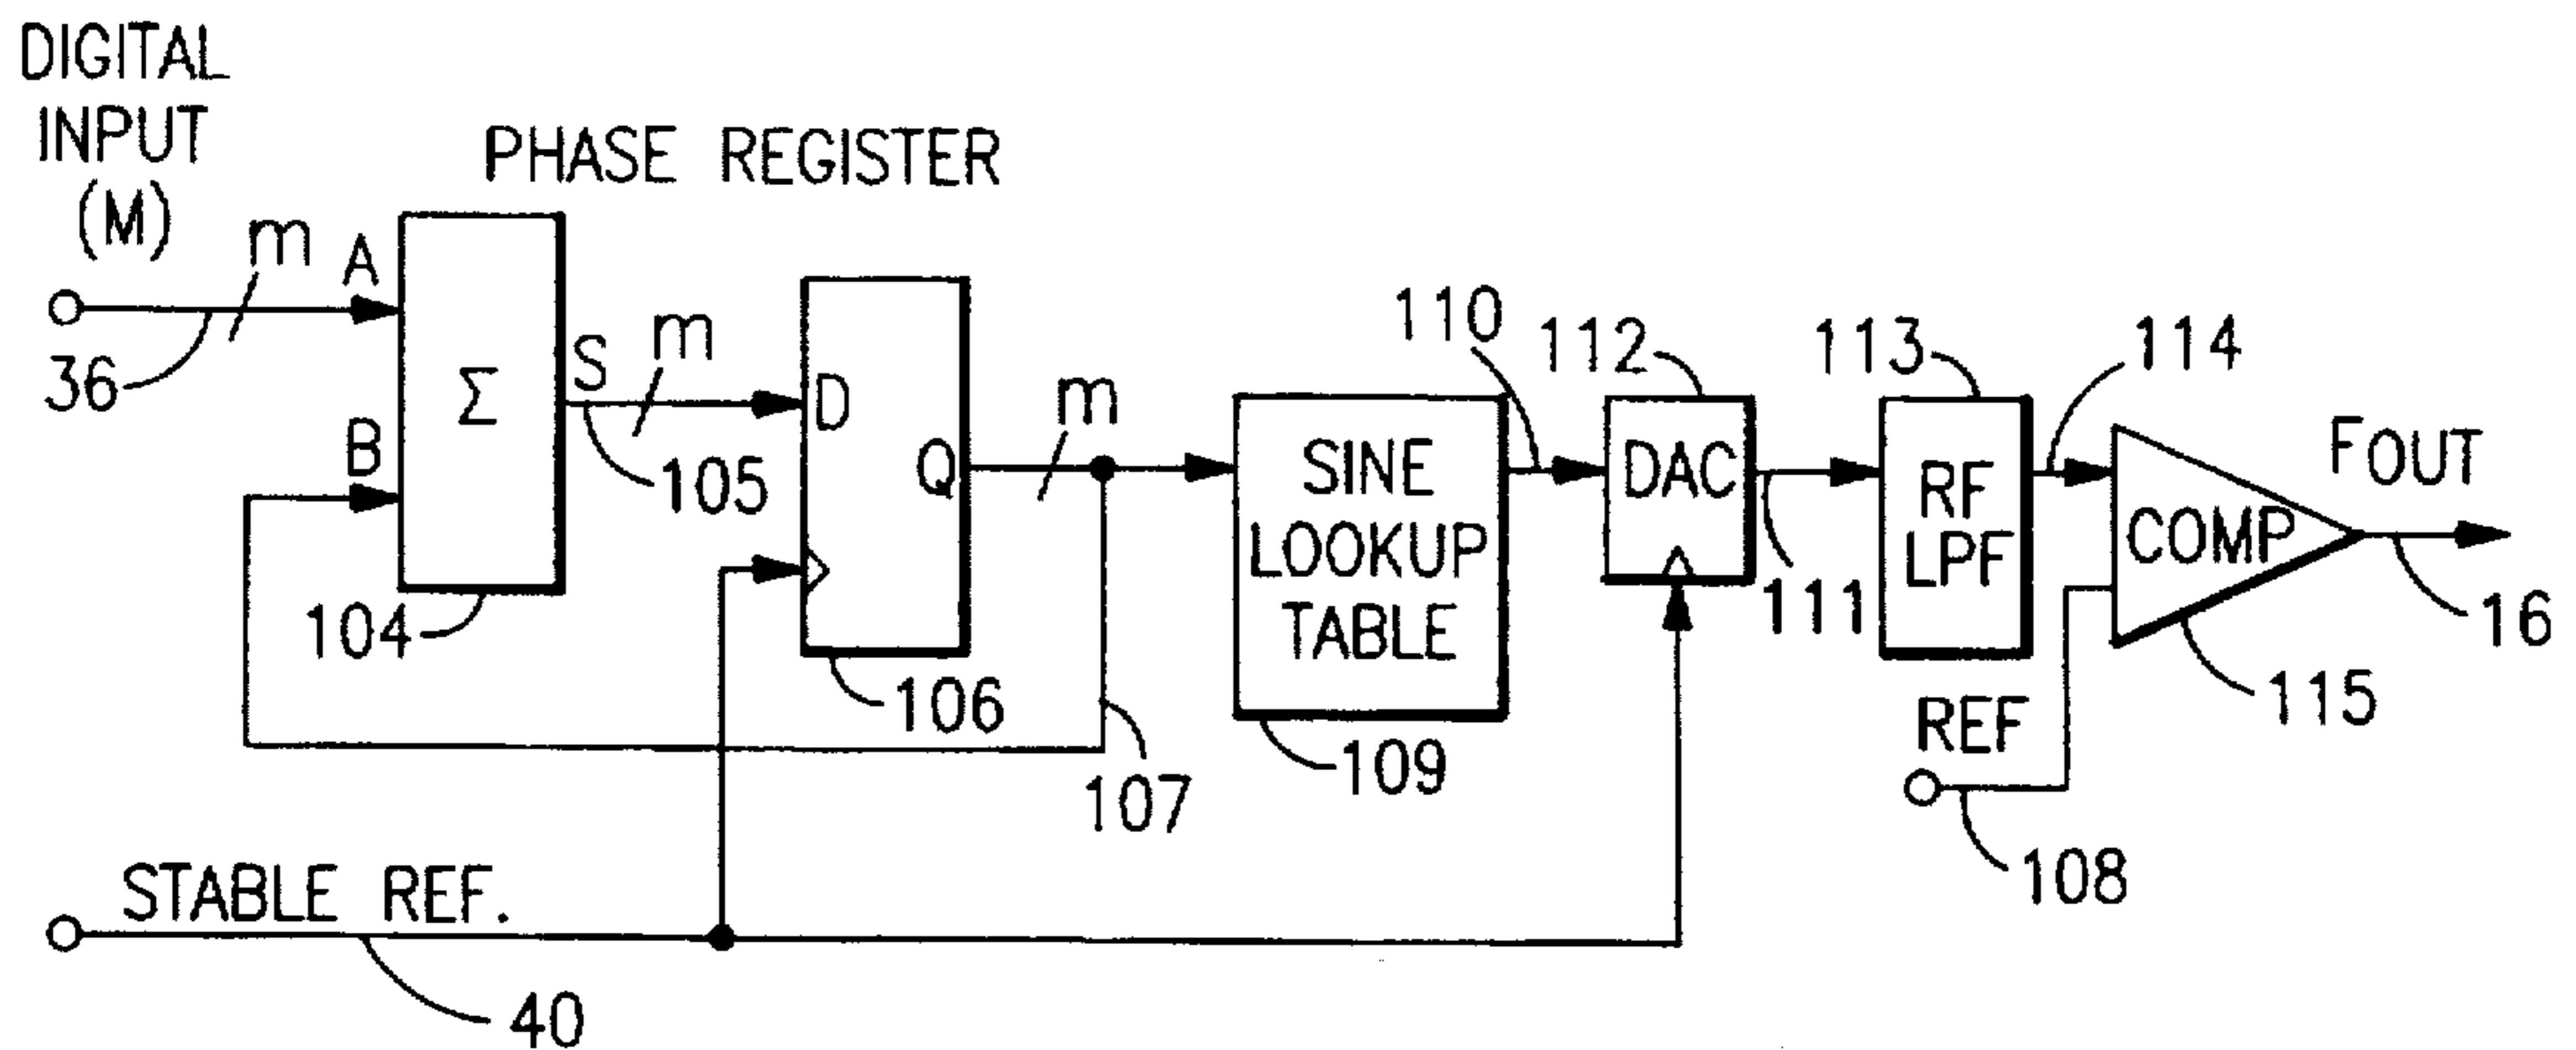 DIGITAL
INPUT
(M)
PHASE REGISTER
m
A
36
B
Σ
S
m
105
104
D
Q
106
m
107
SINE
LOOKUP
TABLE
109
110
112
DAC
111
113
RF
LPF
114
COMP
FOUT
16
115
REF
108
STABLE REF.
40